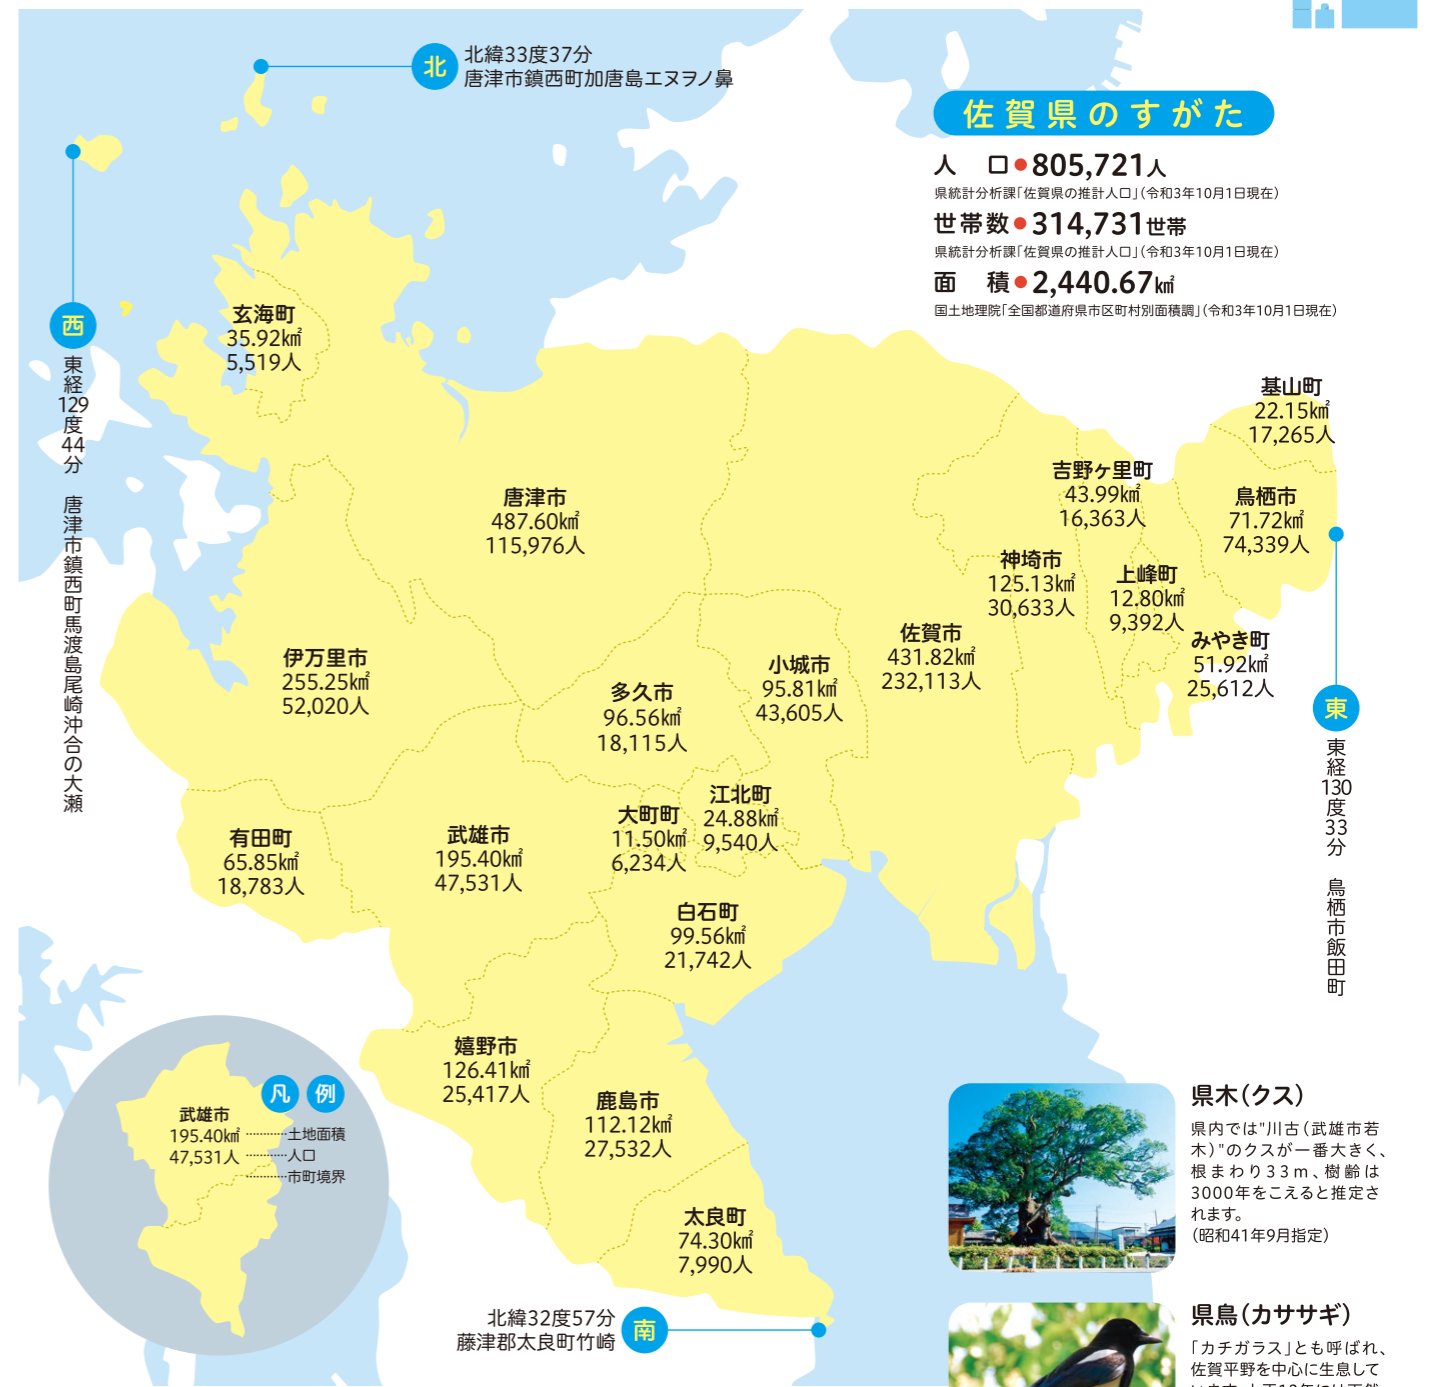 北
北緯33度37分
唐津市鎮西町加唐島エヌヲノ鼻
佐賀県のすがた
人 口●805,721人
県統計分析課「佐賀県の推計人口」（令和3年10月1日現在）
世帯数●314,731世帯
県統計分析課「佐賀県の推計人口」（令和3年10月1日現在）
面 積●2,440.67㎢
国土地理院「全国都道府県市区町村別面積調」（令和3年10月1日現在）
西
東経129度44分 唐津市鎮西町馬渡島尾崎沖合の大瀬
玄海町
35.92㎢
5,519人
基山町
22.15㎢
17,265人
吉野ヶ里町
43.99㎢
16,363人
鳥栖市
71.72㎢
74,339人
唐津市
487.60㎢
115,976人
神埼市
125.13㎢
30,633人
上峰町
12.80㎢
9,392人
みやき町
51.92㎢
25,612人
佐賀市
431.82㎢
232,113人
小城市
95.81㎢
43,605人
伊万里市
255.25㎢
52,020人
多久市
96.56㎢
18,115人
東
東経130度33分 鳥栖市飯田町
江北町
24.88㎢
9,540人
大町町
11.50㎢
6,234人
有田町
65.85㎢
18,783人
武雄市
195.40㎢
47,531人
白石町
99.56㎢
21,742人
嬉野市
126.41㎢
25,417人
鹿島市
112.12㎢
27,532人
太良町
74.30㎢
7,990人
凡例
武雄市
195.40㎢
47,531人
土地面積
人口
市町境界
北緯32度57分
藤津郡太良町竹崎
南
県木（クス）
県内では"川古（武雄市若
木）"のクスが一番大きく、
根まわり33m、樹齢は
3000年をこえると推定さ
れます。
（昭和41年9月指定）
県鳥（カササギ）
「カチガラス」とも呼ばれ、
佐賀平野を中心に生息して